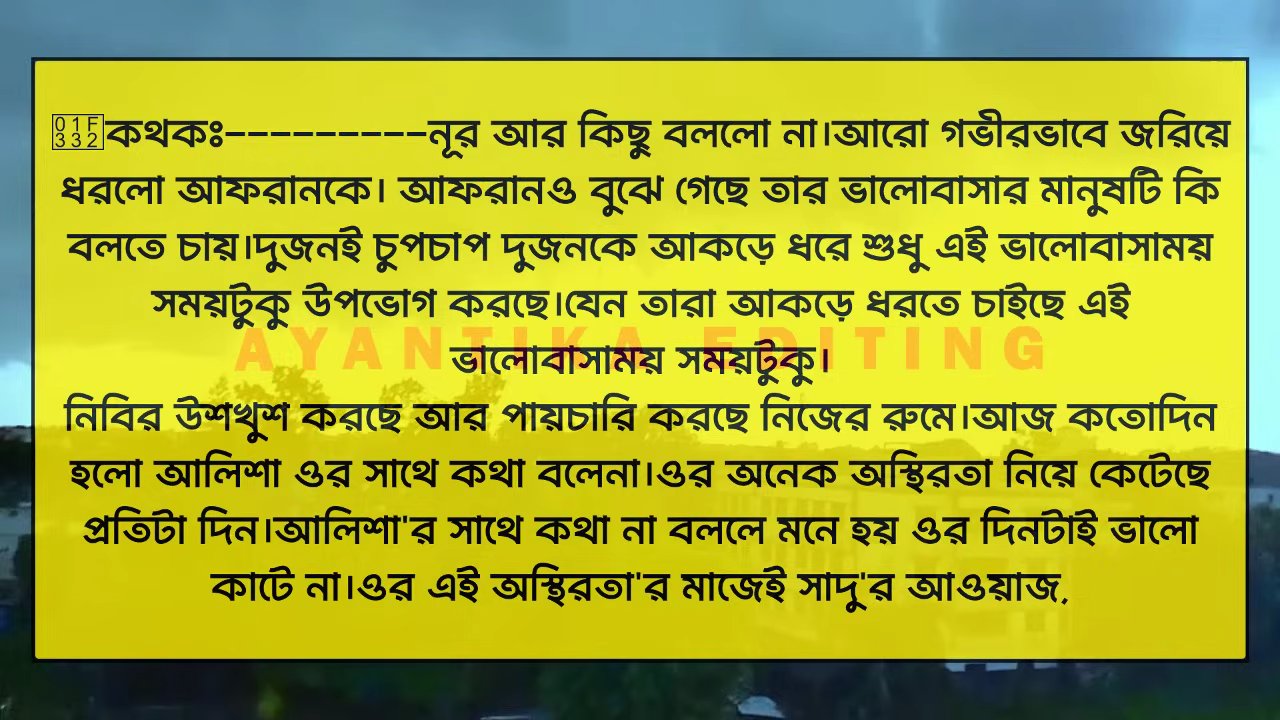 🌲কথকঃ–––––––––নূর আর কিছু বললো না।আরো গভীরভাবে জরিয়ে
ধরলো আফরানকে। আফরানও বুঝে গেছে তার ভালোবাসার মানুষটি কি
বলতে চায়।দুজনই চুপচাপ দুজনকে আকড়ে ধরে শুধু এই ভালোবাসাময়
সময়টুকু উপভোগ করছে।যেন তারা আকড়ে ধরতে চাইছে এই
AYANTIKA EDITING
ভালোবাসাময় সময়টুকু।
নিবির উশখুশ করছে আর পায়চারি করছে নিজের রুমে।আজ কতোদিন
হলো আলিশা ওর সাথে কথা বলেনা।ওর অনেক অস্থিরতা নিয়ে কেটেছে
প্রতিটা দিন।আলিশা'র সাথে কথা না বললে মনে হয় ওর দিনটাই ভালো
কাটে না।ওর এই অস্থিরতা'র মাজেই সাদু'র আওয়াজ,